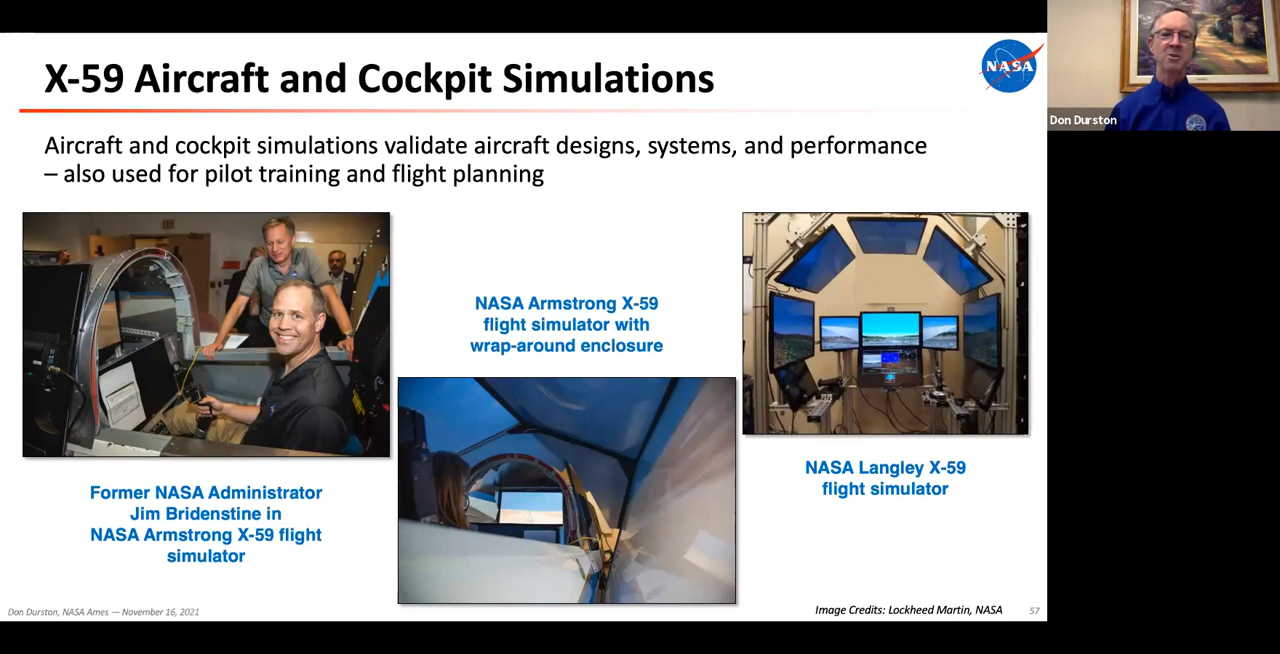 X-59 Aircraft and Cockpit Simulations
NASA
Don Durston
Aircraft and cockpit simulations validate aircraft designs, systems, and performance
– also used for pilot training and flight planning
NASA Armstrong X-59
flight simulator with
wrap-around enclosure
Former NASA Administrator
Jim Bridenstine in
NASA Armstrong X-59 flight
simulator
NASA Langley X-59
flight simulator
Don Durston, NASA Ames — November 16, 2021
Image Credits: Lockheed Martin, NASA
57